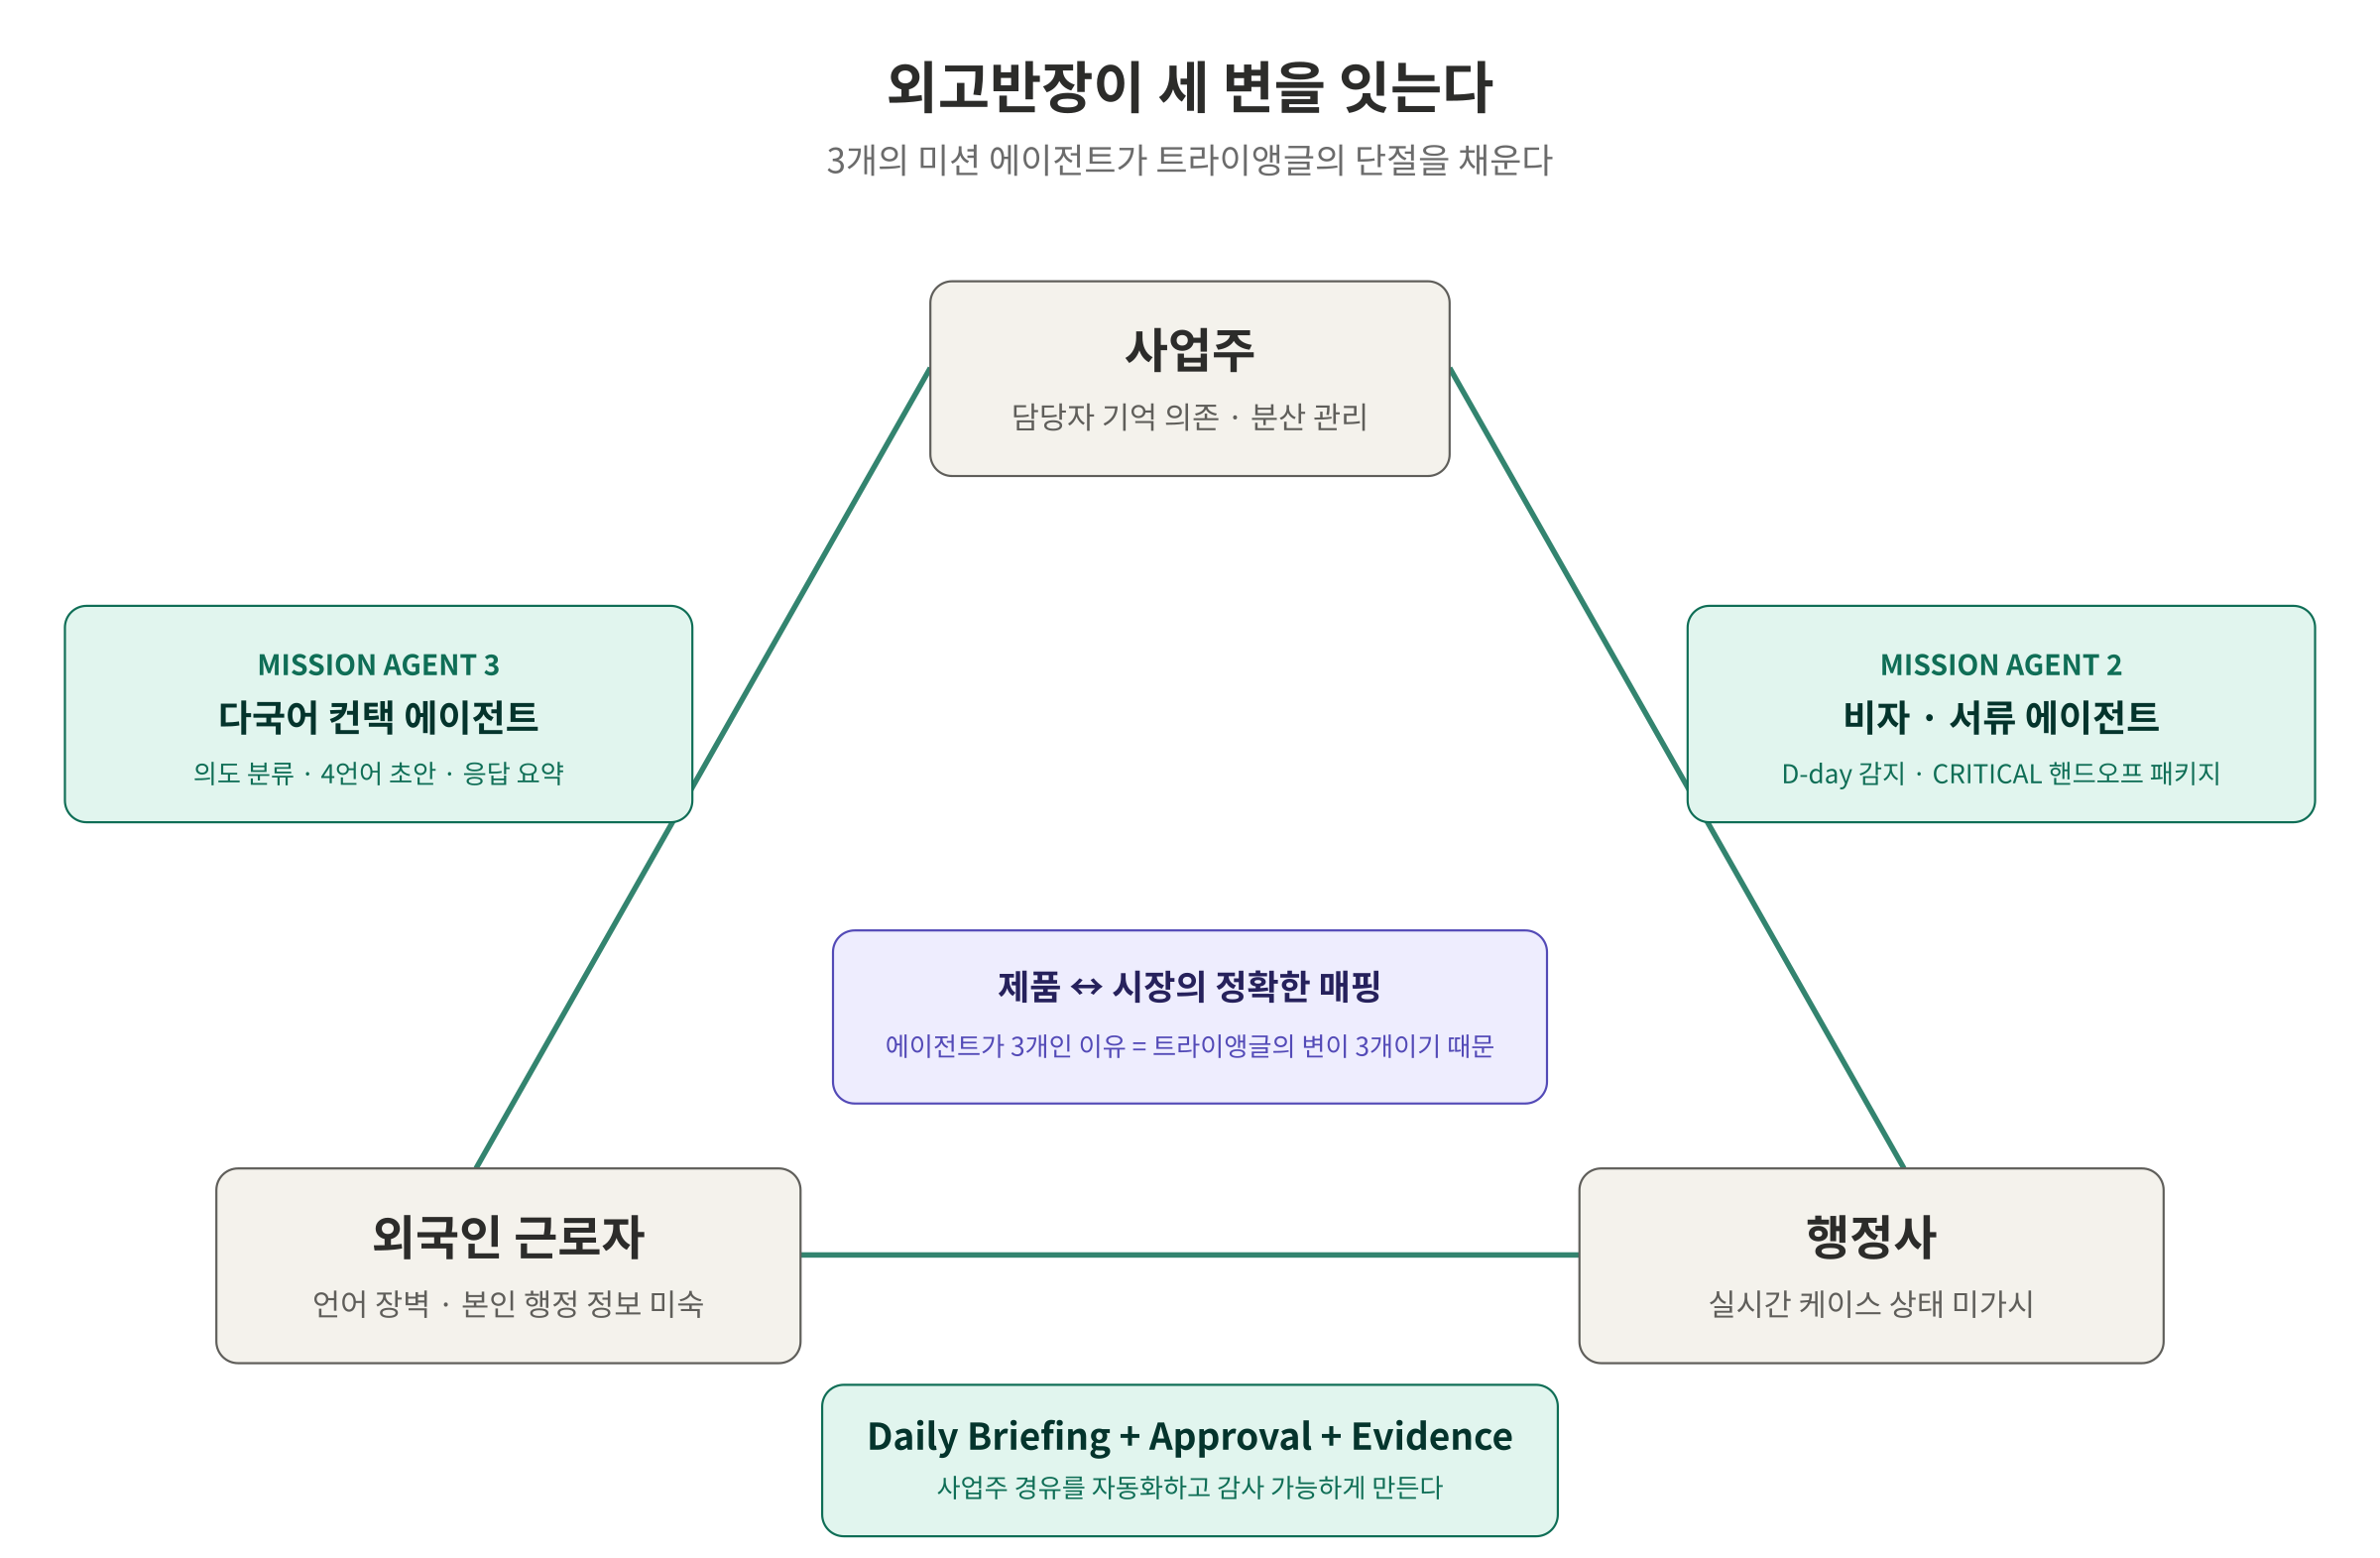 외고반장이 세 변을 잇는다
3개의 미션 에이전트가 트라이앵글의 단절을 채운다
사업주
담당자 기억 의존 · 분산 관리
MISSION AGENT 3
다국어 컨택 에이전트
의도 분류 · 4언어 초안 · 응답 요약
MISSION AGENT 2
비자 · 서류 에이전트
D-day 감지 · CRITICAL 핸드오프 패키지
제품 ↔ 시장의 정확한 매핑
에이전트가 3개인 이유 = 트라이앵글의 변이 3개이기 때문
외국인 근로자
언어 장벽 · 본인 행정 정보 미숙
행정사
실시간 케이스 상태 미가시
Daily Briefing + Approval + Evidence
사업주 경유를 자동화하고 감사 가능하게 만든다